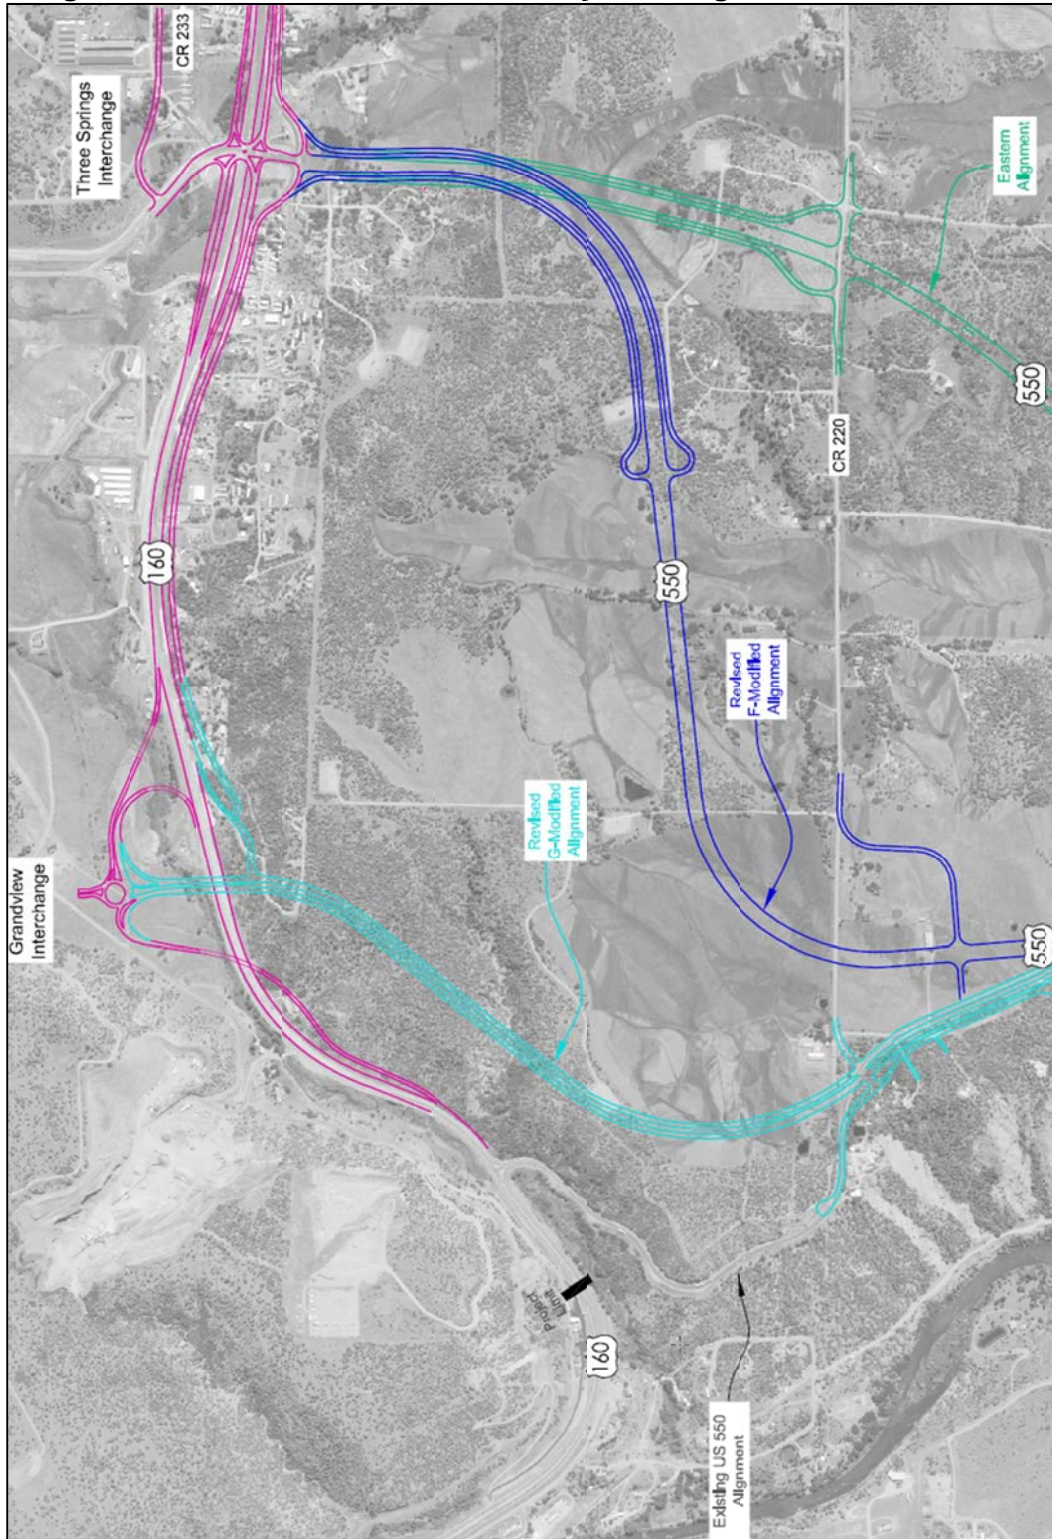 CR 233
Three Springs
Interchange
Eastern
Alignment
550
CR 220
160
550
Revised
F-Modified
Alignment
Revised
G-Modified
Alignment
Grandview
Interchange
550
Project
Limit
160
Existing US 550
Alignment